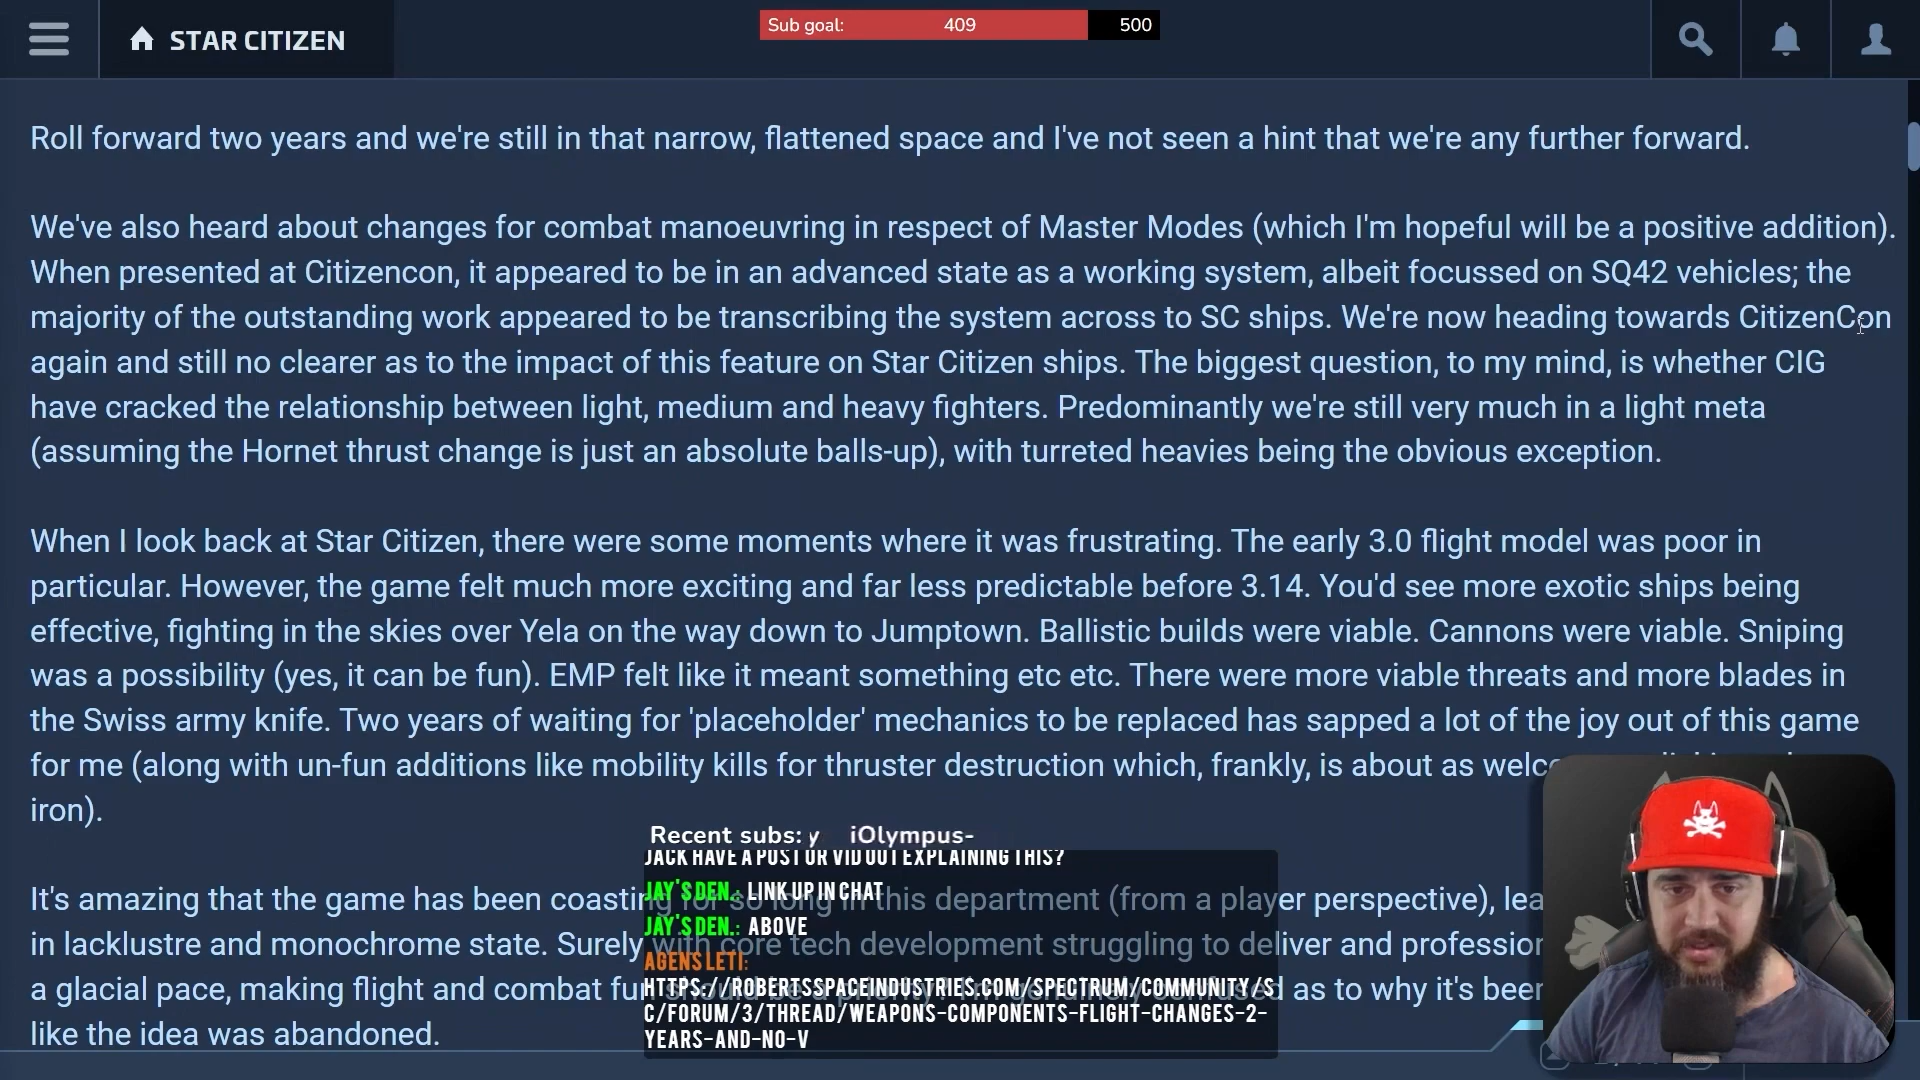 STAR CITIZEN
Sub goal: 409 500
Roll forward two years and we're still in that narrow, flattened space and I've not seen a hint that we're any further forward.
We've also heard about changes for combat manoeuvring in respect of Master Modes (which I'm hopeful will be a positive addition).
When presented at Citizencon, it appeared to be in an advanced state as a working system, albeit focussed on SQ42 vehicles; the
majority of the outstanding work appeared to be transcribing the system across to SC ships. We're now heading towards CitizenCon
again and still no clearer as to the impact of this feature on Star Citizen ships. The biggest question, to my mind, is whether CIG
have cracked the relationship between light, medium and heavy fighters. Predominantly we're still very much in a light meta
(assuming the Hornet thrust change is just an absolute balls-up), with turreted heavies being the obvious exception.
When I look back at Star Citizen, there were some moments where it was frustrating. The early 3.0 flight model was poor in
particular. However, the game felt much more exciting and far less predictable before 3.14. You'd see more exotic ships being
effective, fighting in the skies over Yela on the way down to Jumptown. Ballistic builds were viable. Cannons were viable. Sniping
was a possibility (yes, it can be fun). EMP felt like it meant something etc etc. There were more viable threats and more blades in
the Swiss army knife. Two years of waiting for 'placeholder' mechanics to be replaced has sapped a lot of the joy out of this game
for me (along with un-fun additions like mobility kills for thruster destruction which, frankly, is about as
iron).
Recent subs: y iOlympus-
JACK HAVE A POST OR VID OUT EXPLAINING THIS?
JAY'S DEN.: LINK UP IN CHAT
JAY'S DEN.: ABOVE
AGENS LETI:
HTTPS://ROBERTSSPACEINDUSTRIES.COM/SPECTRUM/COMMUNITY/S
C/FORUM/3/THREAD/WEAPONS-COMPONENTS-FLIGHT-CHANGES-2-
YEARS-AND-NO-V
It's amazing that the game has been coasting for so long in this department (from a player perspective),
in lacklustre and monochrome state. Surely with core tech development struggling to deliver and
a glacial pace, making flight and combat fun should be a priority? I'm genuinely confused as to why it's
like the idea was abandoned.